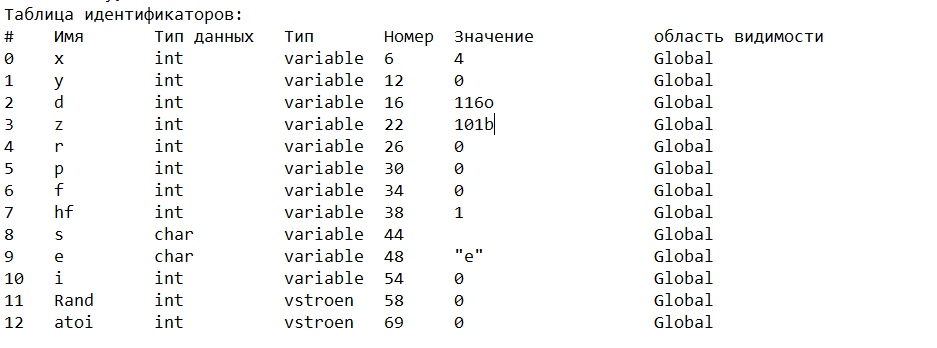 Таблица идентификаторов:
# Имя Тип данных Тип Номер Значение область видимости
0 x int variable 6 4 Global
1 y int variable 12 0 Global
2 d int variable 16 116o Global
3 z int variable 22 101b Global
4 r int variable 26 0 Global
5 p int variable 30 0 Global
6 f int variable 34 0 Global
7 hf int variable 38 1 Global
8 s char variable 44 Global
9 e char variable 48 "e" Global
10 i int variable 54 0 Global
11 Rand int vstroen 58 0 Global
12 atoi int vstroen 69 0 Global